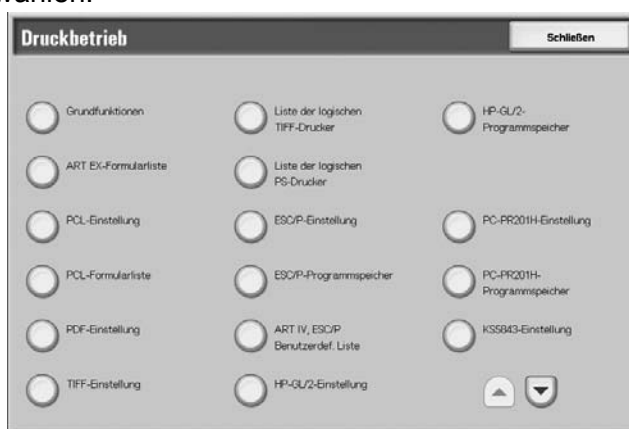 wählen.
Druckbetrieb
Schließen
Grundfunktionen
ART EX-Formularliste
PCL-Einstellung
PCL-Formularliste
PDF-Einstellung
TIFF-Einstellung
Liste der logischen
TIFF-Drucker
Liste der logischen
PS-Drucker
ESC/P-Einstellung
ESC/P-Programmspeicher
ART IV, ESC/P
Benutzerdef. Liste
HP-GL/2-Einstellung
HP-GL/2-
Programmspeicher
PC-PR201H-Einstellung
PC-PR201H-
Programmspeicher
KS5843-Einstellung